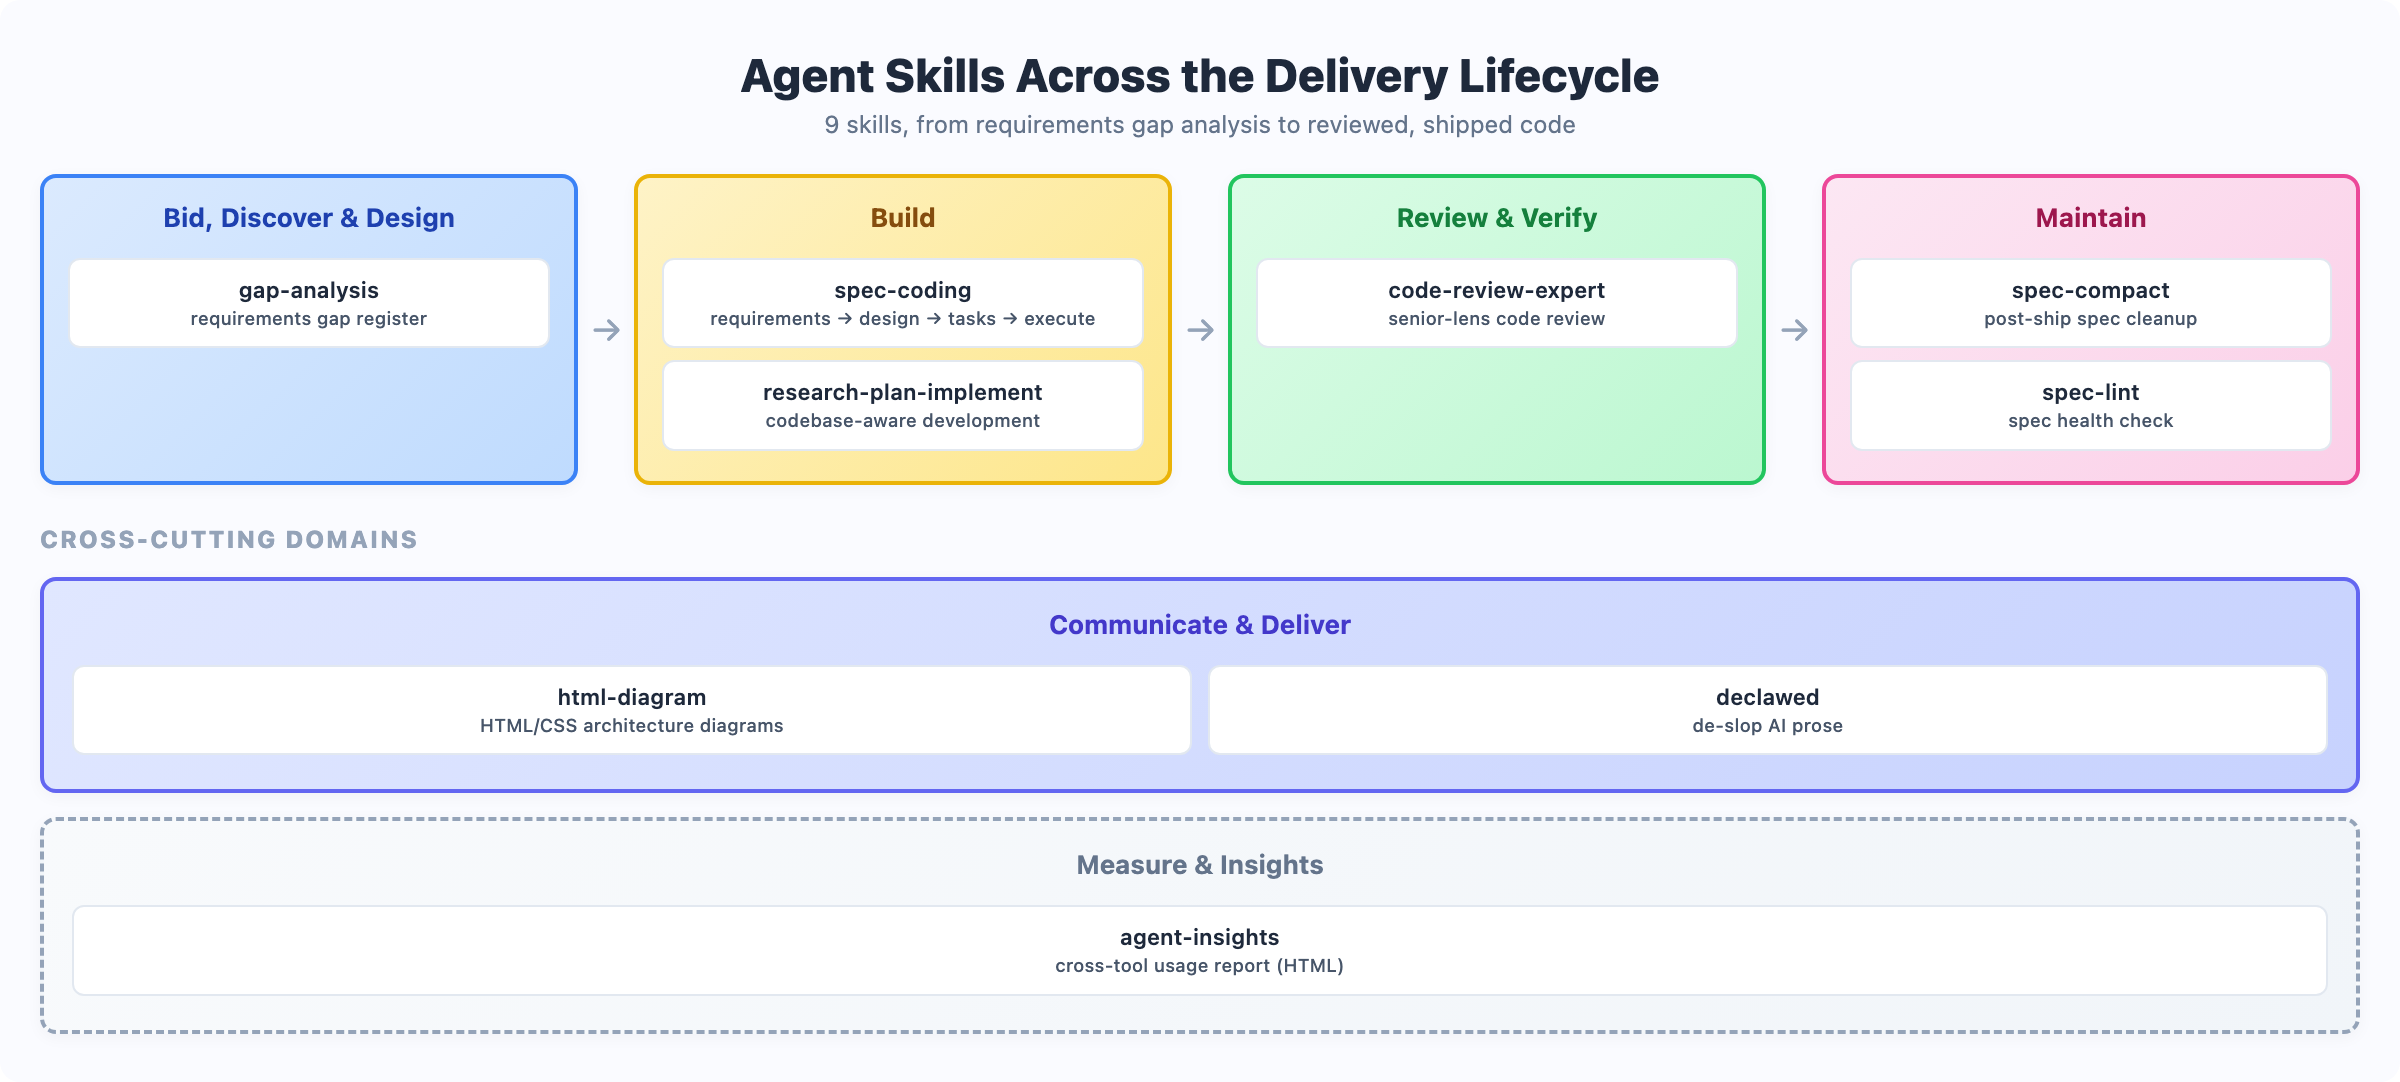 Agent Skills Across the Delivery Lifecycle
9 skills, from requirements gap analysis to reviewed, shipped code
Bid, Discover & Design
gap-analysis
requirements gap register
Build
spec-coding
requirements → design → tasks → execute
research-plan-implement
codebase-aware development
Review & Verify
code-review-expert
senior-lens code review
Maintain
spec-compact
post-ship spec cleanup
spec-lint
spec health check
CROSS-CUTTING DOMAINS
Communicate & Deliver
html-diagram
HTML/CSS architecture diagrams
declawed
de-slop AI prose
Measure & Insights
agent-insights
cross-tool usage report (HTML)